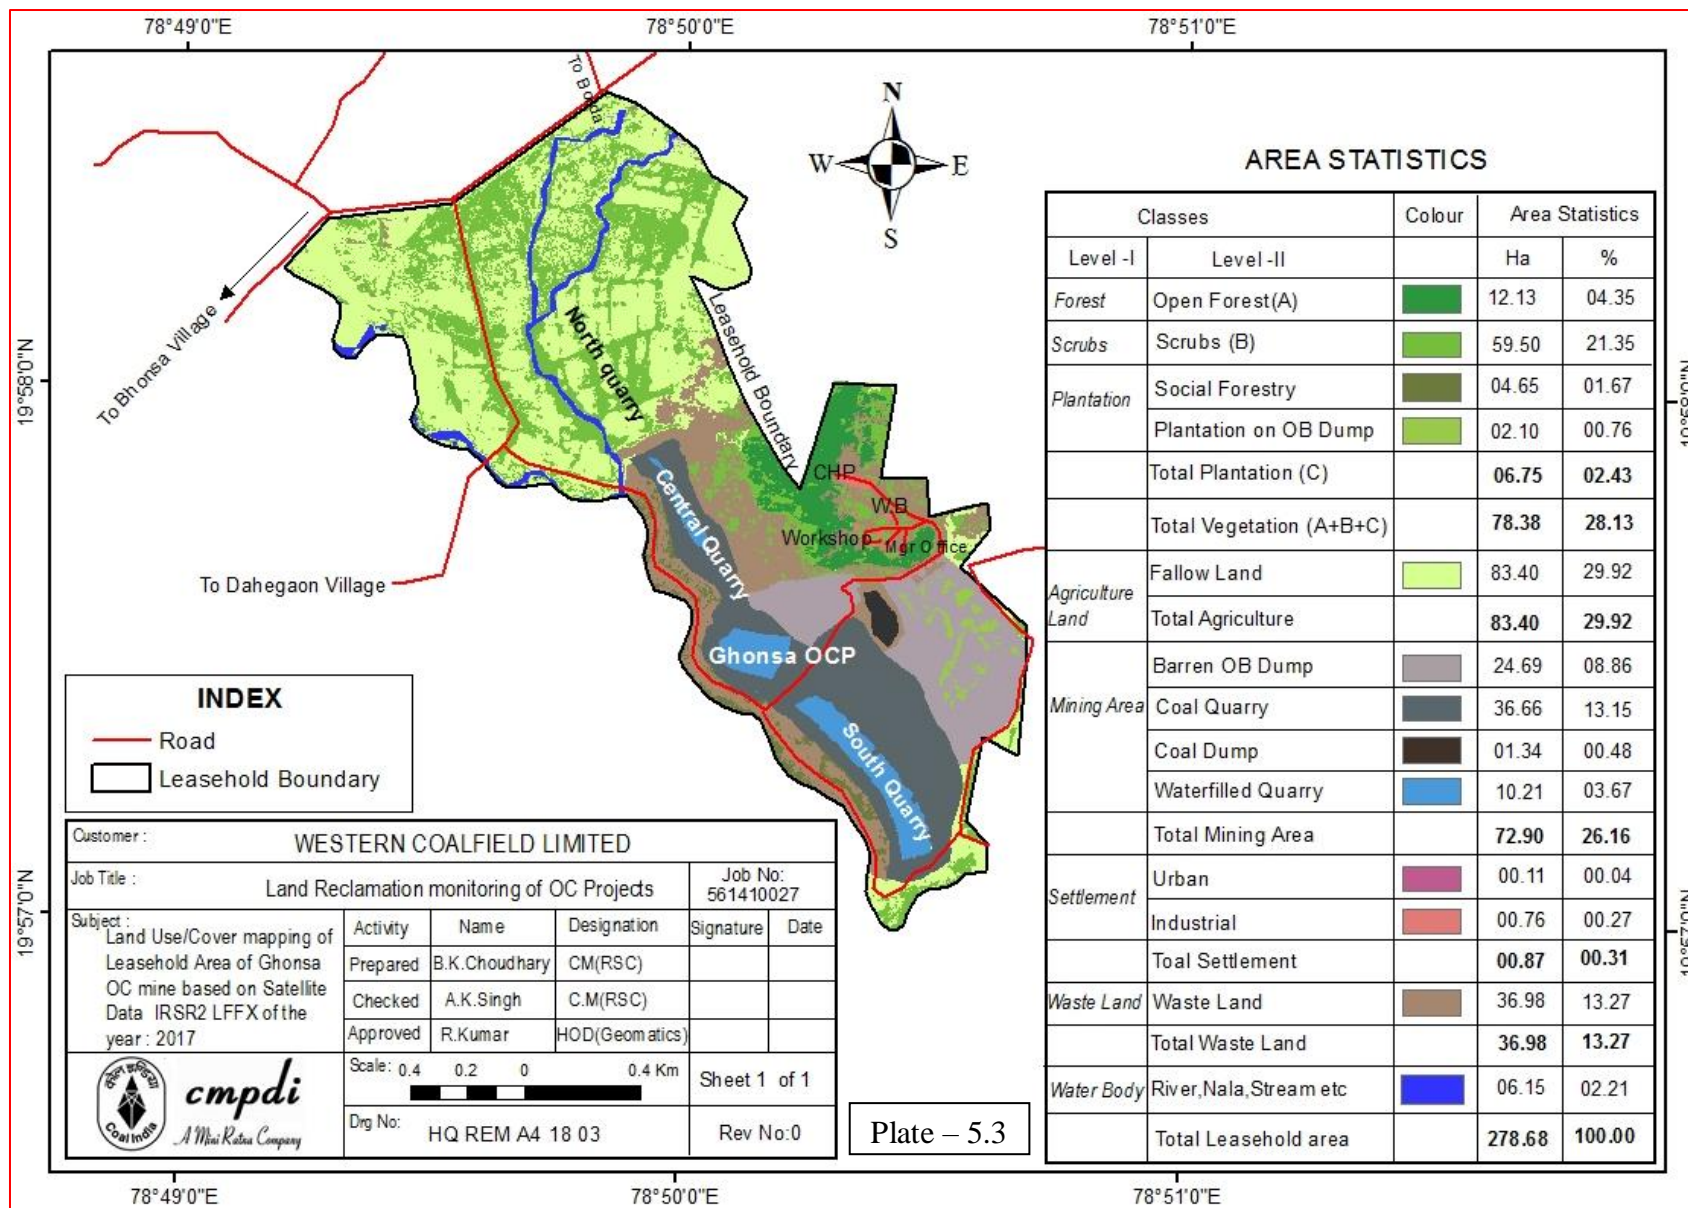 78°49'0"E 78°50'0"E 78°51'0"E
To Borda
N
W E
S
To Bhonsa Village
North quarry
Leasehold Boundary
19°58'0"N
19°58'0"N
CHP
W.B
Workshop
Mgr Office
Central Quarry
To Dahegaon Village
Ghonsa OCP
South Quarry
19°57'0"N
19°57'0"N
AREA STATISTICS
Classes Colour Area Statistics
Level -I Level -II Ha %
Forest Open Forest(A) 12.13 04.35
Scrubs Scrubs (B) 59.50 21.35
Plantation Social Forestry 04.65 01.67
Plantation on OB Dump 02.10 00.76
Total Plantation (C) 06.75 02.43
Total Vegetation (A+B+C) 78.38 28.13
Agriculture Land Fallow Land 83.40 29.92
Total Agriculture 83.40 29.92
Mining Area Barren OB Dump 24.69 08.86
Coal Quarry 36.66 13.15
Coal Dump 01.34 00.48
Waterfilled Quarry 10.21 03.67
Total Mining Area 72.90 26.16
Settlement Urban 00.11 00.04
Industrial 00.76 00.27
Toal Settlement 00.87 00.31
Waste Land Waste Land 36.98 13.27
Total Waste Land 36.98 13.27
Water Body River,Nala,Stream etc 06.15 02.21
Total Leasehold area 278.68 100.00
INDEX
Road
Leasehold Boundary
Customer : WESTERN COALFIELD LIMITED
Job Title : Land Reclamation monitoring of OC Projects
Job No:
561410027
Subject :
Land Use/Cover mapping of
Leasehold Area of Ghonsa
OC mine based on Satellite
Data IRSR2 LFFX of the
year : 2017
Activity Name Designation Signature Date
Prepared B.K.Choudhary CM(RSC)
Checked A.K.Singh C.M(RSC)
Approved R.Kumar HOD(Geomatics)
कोल इण्डिया
Coal India
cmpdi
A Mini Ratna Company
Scale: 0.4 0.2 0 0.4 Km
Sheet 1 of 1
Drg No: HQ REM A4 18 03
Rev No:0
Plate – 5.3
78°49'0"E 78°50'0"E 78°51'0"E